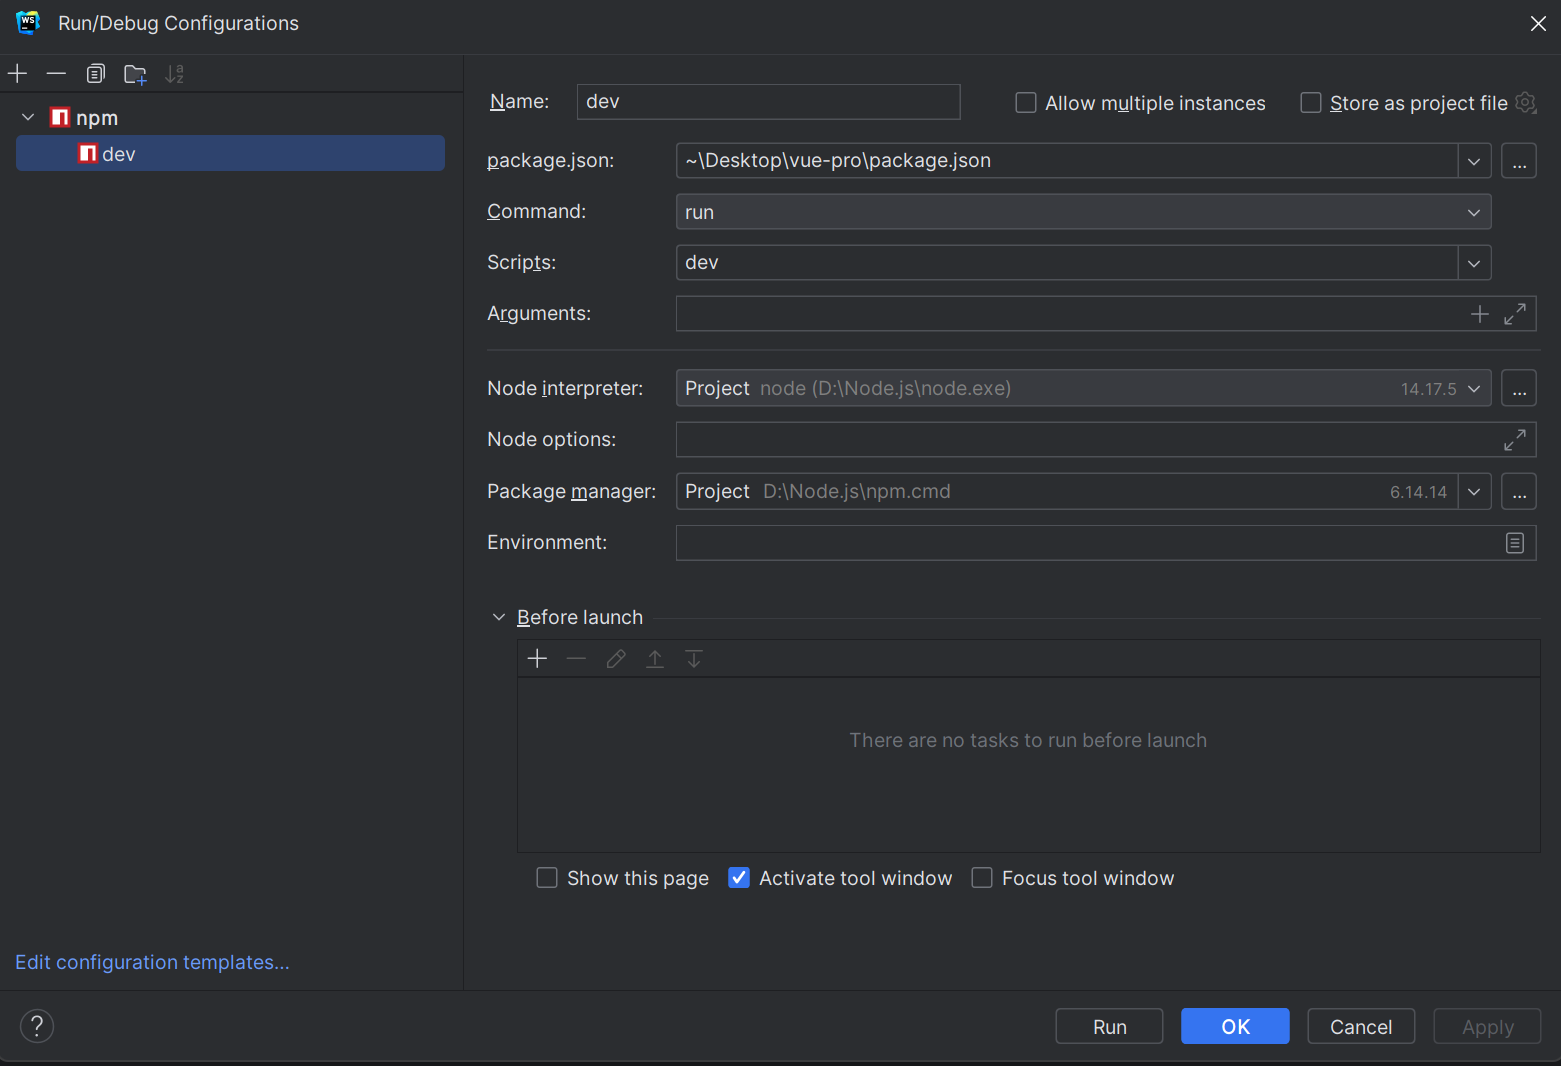 Run/Debug Configurations
npm
dev
Name: dev
Allow multiple instances
Store as project file
package.json: ~\Desktop\vue-pro\package.json ...
Command: run
Scripts: dev
Arguments:
Node interpreter: Project node (D:\Node.js\node.exe) 14.17.5 ...
Node options:
Package manager: Project D:\Node.js\npm.cmd 6.14.14 ...
Environment:
Before launch
There are no tasks to run before launch
Show this page Activate tool window Focus tool window
Edit configuration templates...
? Run OK Cancel Apply